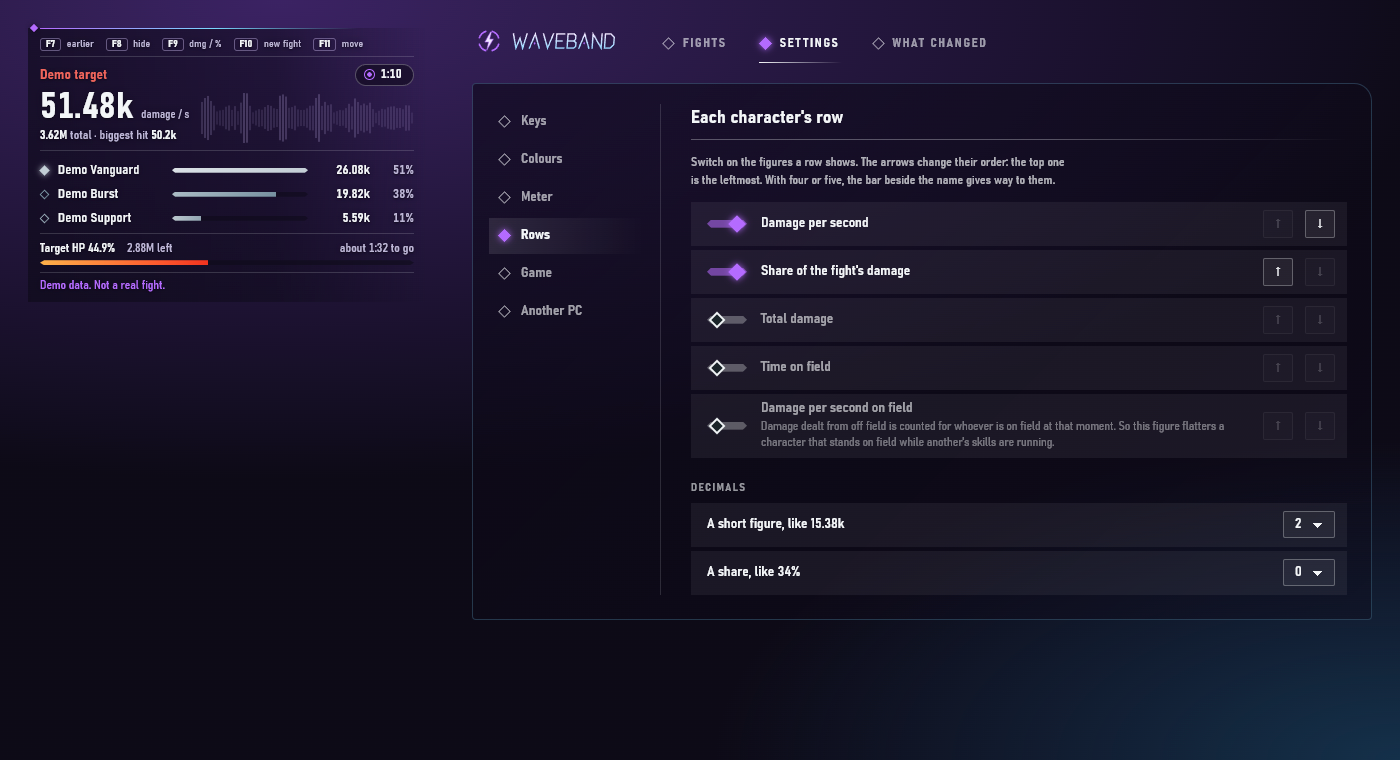 F7 earlier F8 hide F9 dmg / % F10 new fight F11 move
Demo target 1:10
51.48k damage / s
3.62M total · biggest hit 50.2k
Demo Vanguard 26.08k 51%
Demo Burst 19.82k 38%
Demo Support 5.59k 11%
Target HP 44.9% 2.88M left about 1:32 to go
Demo data. Not a real fight.
WAVEBAND
FIGHTS SETTINGS WHAT CHANGED
Keys
Colours
Meter
Rows
Game
Another PC
Each character's row
Switch on the figures a row shows. The arrows change their order: the top one
is the leftmost. With four or five, the bar beside the name gives way to them.
Damage per second
Share of the fight's damage
Total damage
Time on field
Damage per second on field
Damage dealt from off field is counted for whoever is on field at that moment. So this figure flatters a
character that stands on field while another's skills are running.
DECIMALS
A short figure, like 15.38k 2
A share, like 34% 0